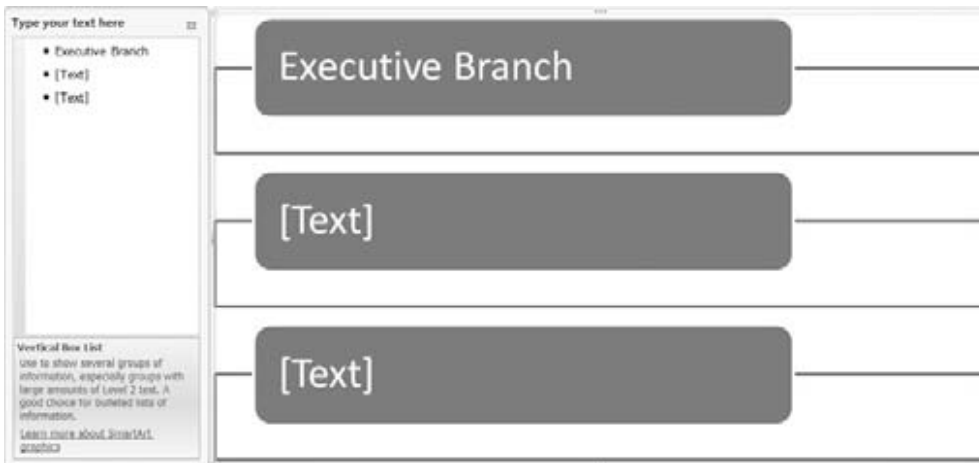 Type your text here
• Executive Branch
• [Text]
• [Text]
Vertical Box List
Use to show several groups of
information, especially groups with
large amounts of Level 2 text. A
good choice for bulleted lists of
information.
Learn more about SmartArt
graphics
Executive Branch
[Text]
[Text]